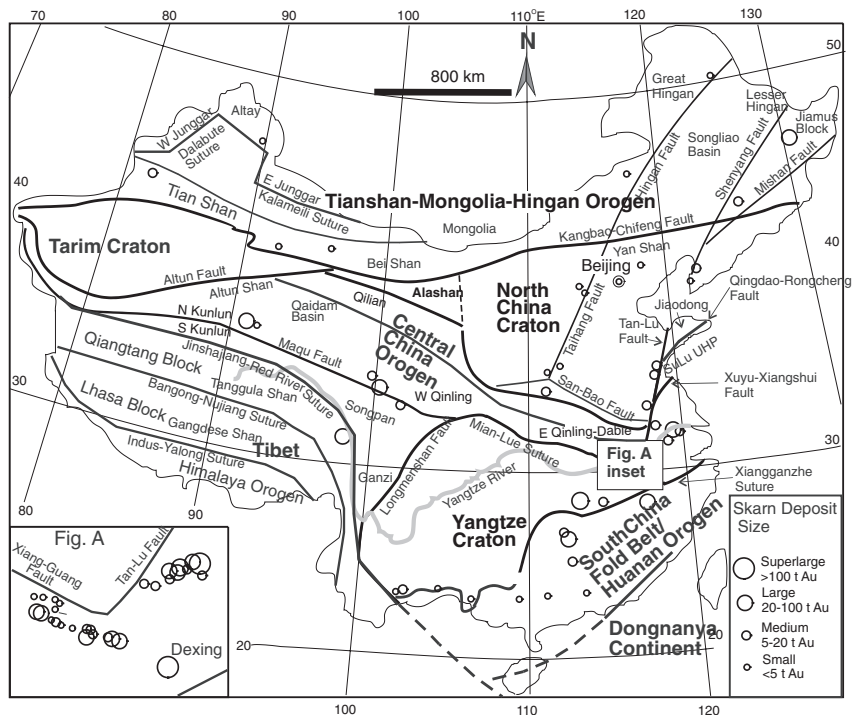 70
80
90
100
110°E
120
130
50
N
800 km
Great
Hingan
Lesser
Hingan
Jiamus
Block
Altay
W Junggar
Dalabute
Suture
Songliao
Basin
Hingan Fault
Shenyang Fault
Mishan Fault
40
E Junggar
Kalameili Suture
Tianshan-Mongolia-Hingan Orogen
Tian Shan
Mongolia
Kangbao-Chifeng Fault
Tarim Craton
Bei Shan
Yan Shan
40
Altun Fault
Altun Shan
Beijing
Alashan
North
China
Craton
Qingdao-Rongcheng
Fault
Qaidam
Basin
Qilian
Jiaodong
N Kunlun
S Kunlun
Central
China
Orogen
Taihang Fault
Tan-Lu
Fault
SuLu UHP
Maqu Fault
Jinshajiang-Red River
Suture
Qiangtang Block
Tanggula Shan
Xuyu-Xiangshui
Fault
30
Bangong-Nujiang Suture
Lhasa Block
Gangdese Shan
Songpan
W Qinling
San-Bao Fault
E Qinling-Dabie
Mian-Lue Suture
30
Tibet
Indus-Yalong Suture
Himalaya Orogen
Ganzi
Longmenshan Fault
Yangtze River
Fig. A
inset
Xiangganzhe
Suture
80
90
Yangtze
Craton
SouthChina
Fold Belt/
Huanan Orogen
Skarn Deposit
Size
Superlarge
>100 t Au
Large
20-100 t Au
Medium
5-20 t Au
Small
<5 t Au
Fig. A
Xiang-Guang
Fault
Tan-Lu Fault
Dexing
Dongnanya
Continent
20
20
100
110
120